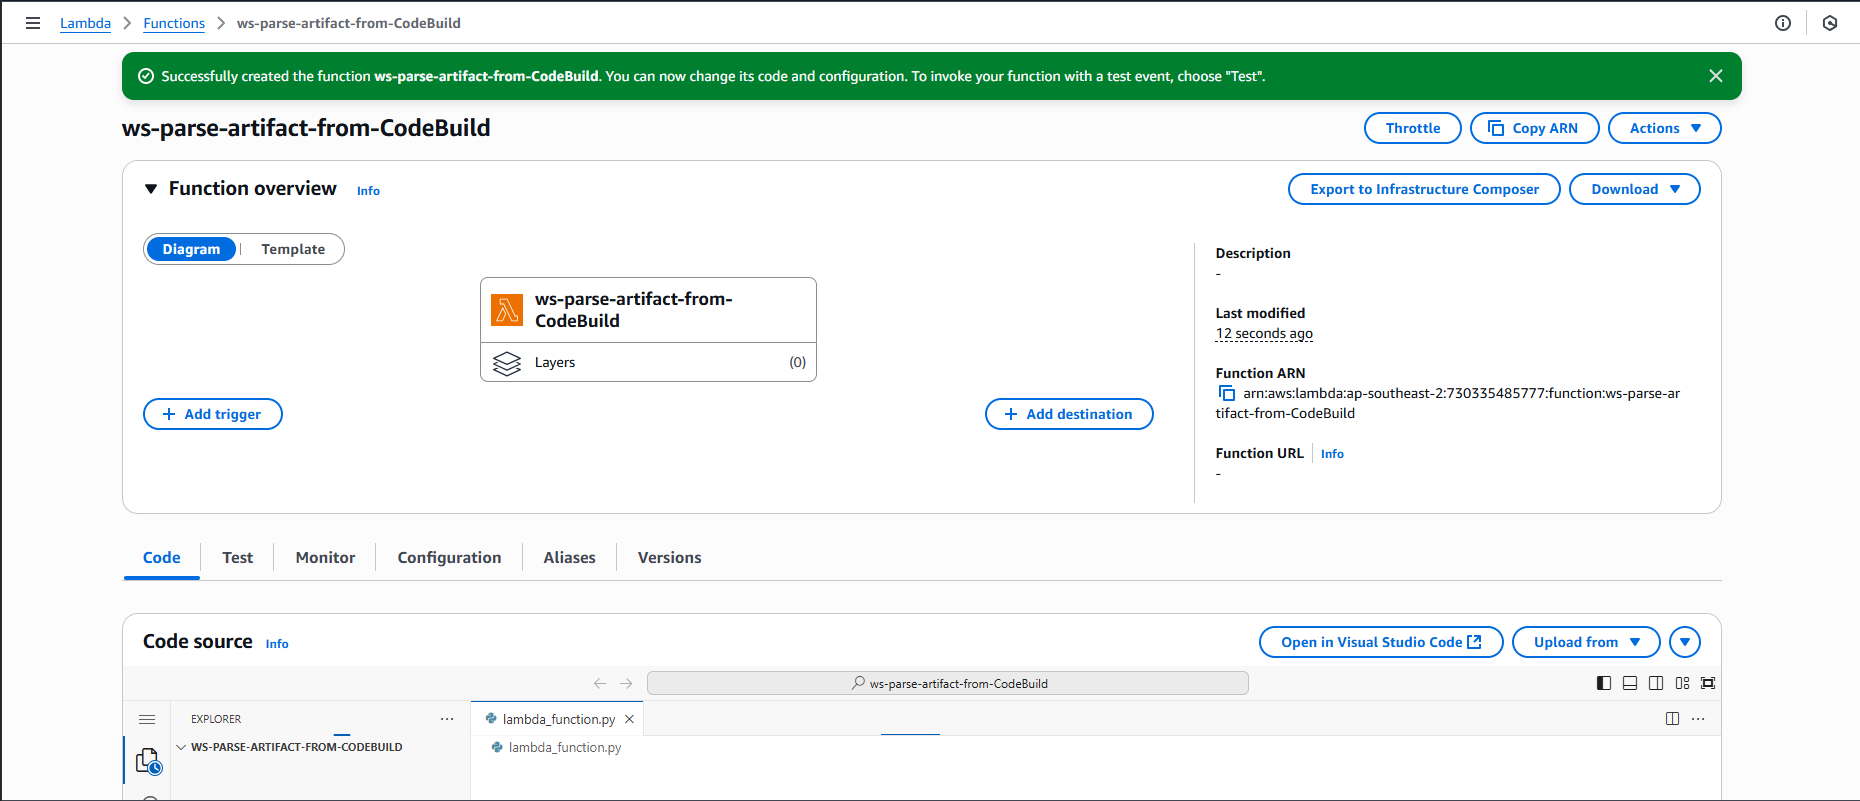 Lambda > Functions > ws-parse-artifact-from-CodeBuild
Successfully created the function ws-parse-artifact-from-CodeBuild. You can now change its code and configuration. To invoke your function with a test event, choose "Test".
ws-parse-artifact-from-CodeBuild
Throttle
Copy ARN
Actions
Function overview Info
Export to Infrastructure Composer
Download
Diagram | Template
ws-parse-artifact-from-
CodeBuild
Layers (0)
+ Add trigger
+ Add destination
Description
-
Last modified
12 seconds ago
Function ARN
arn:aws:lambda:ap-southeast-2:730335485777:function:ws-parse-ar
tifact-from-CodeBuild
Function URL | Info
-
Code
Test
Monitor
Configuration
Aliases
Versions
Code source Info
Open in Visual Studio Code
Upload from
ws-parse-artifact-from-CodeBuild
EXPLORER
WS-PARSE-ARTIFACT-FROM-CODEBUILD
lambda_function.py
lambda_function.py